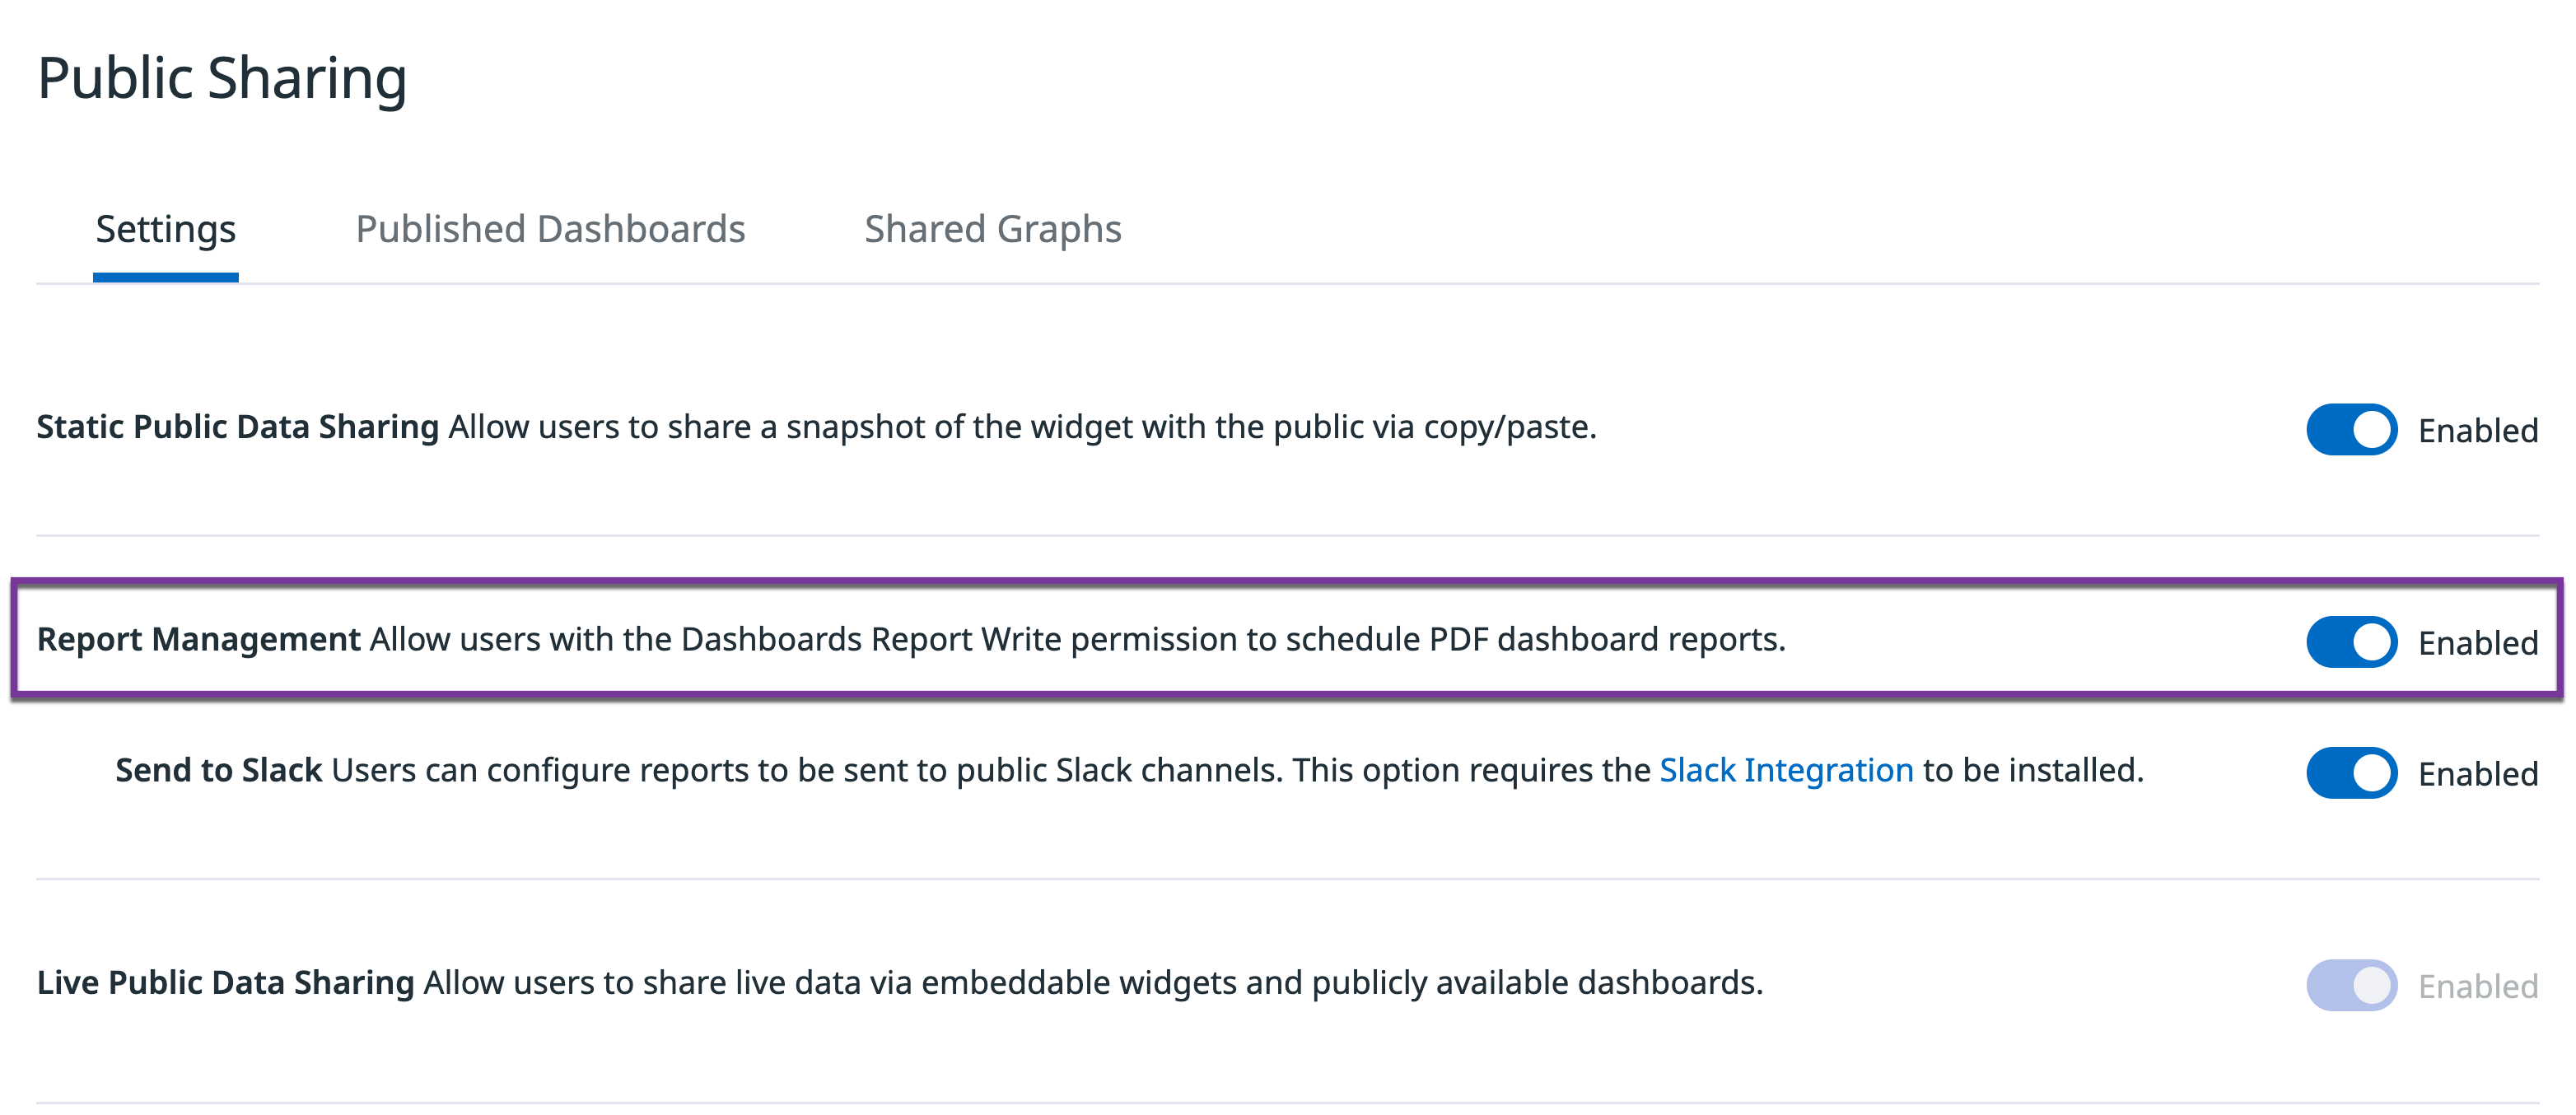 Public Sharing
Settings Published Dashboards Shared Graphs
Static Public Data Sharing Allow users to share a snapshot of the widget with the public via copy/paste. Enabled
Report Management Allow users with the Dashboards Report Write permission to schedule PDF dashboard reports. Enabled
Send to Slack Users can configure reports to be sent to public Slack channels. This option requires the Slack Integration to be installed. Enabled
Live Public Data Sharing Allow users to share live data via embeddable widgets and publicly available dashboards. Enabled